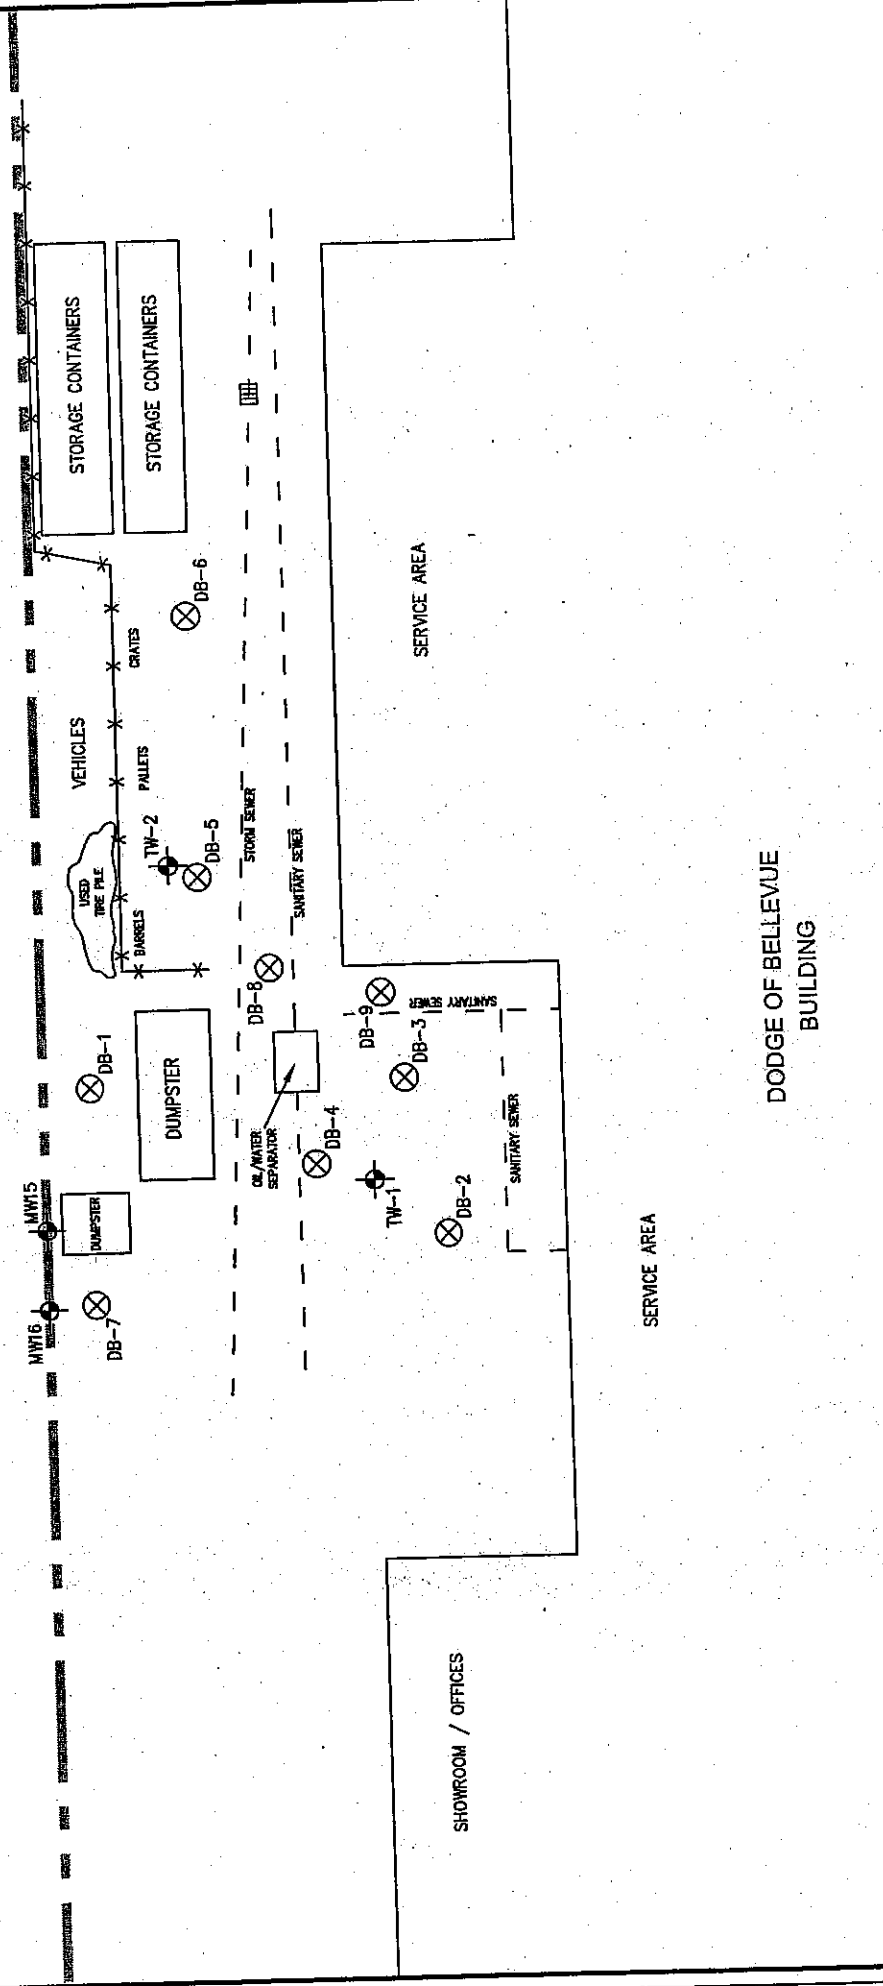 STORAGE CONTAINERS
STORAGE CONTAINERS
DB-6
CRATES
VEHICLES
PALLETS
SERVICE AREA
USED
TIRE PILE
TW-2
DB-5
STORM SEWER
SANITARY SEWER
BARRELS
DB-8
DB-9
SANITARY SEWER
DB-3
DB-1
DUMPSTER
OIL/WATER
SEPARATOR
DB-4
TW-1
DB-2
SANITARY SEWER
MW15
DUMPSTER
MW16
DB-7
SERVICE AREA
DODGE OF BELLEVUE
BUILDING
SHOWROOM / OFFICES